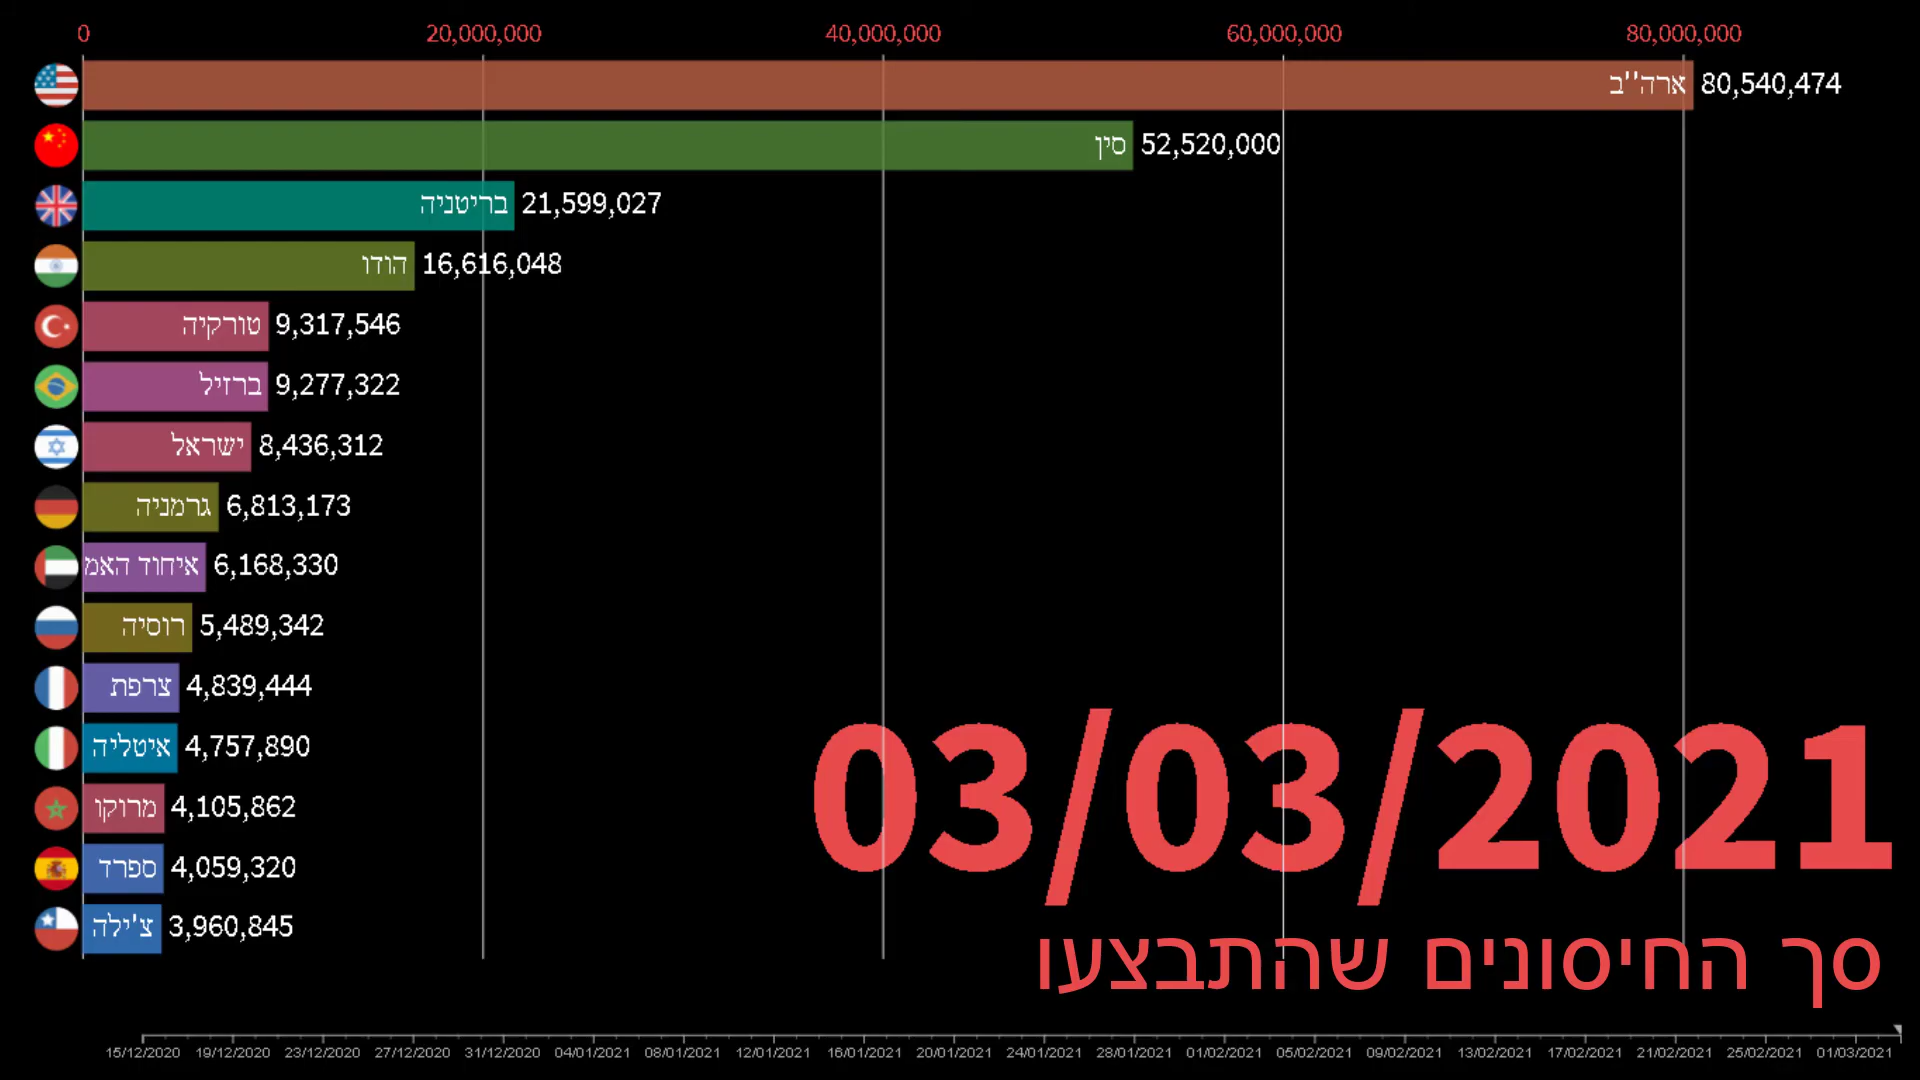 0 20,000,000 40,000,000 60,000,000 80,000,000
ארה''ב 80,540,474
סין 52,520,000
בריטניה 21,599,027
הודו 16,616,048
טורקיה 9,317,546
ברזיל 9,277,322
ישראל 8,436,312
גרמניה 6,813,173
איחוד האמ 6,168,330
רוסיה 5,489,342
צרפת 4,839,444
איטליה 4,757,890
מרוקו 4,105,862
ספרד 4,059,320
צ'ילה 3,960,845
03/03/2021
סך החיסונים שהתבצעו
15/12/2020 19/12/2020 23/12/2020 27/12/2020 31/12/2020 04/01/2021 08/01/2021 12/01/2021 16/01/2021 20/01/2021 24/01/2021 28/01/2021 01/02/2021 05/02/2021 09/02/2021 13/02/2021 17/02/2021 21/02/2021 25/02/2021 01/03/2021